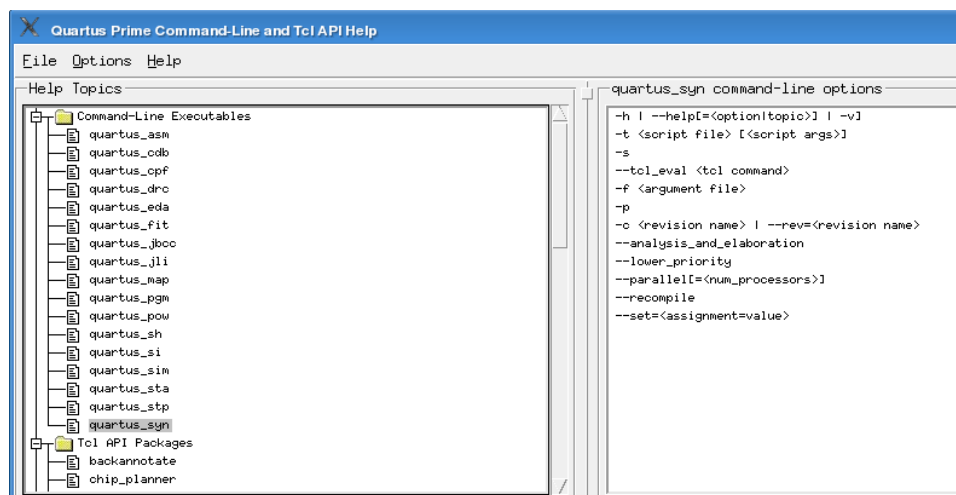 Quartus Prime Command-Line and Tcl API Help
File Options Help
Help Topics
Command-Line Executables
quartus_asm
quartus_cdb
quartus_cpf
quartus_drc
quartus_eda
quartus_fit
quartus_jbcc
quartus_jli
quartus_map
quartus_pgm
quartus_pow
quartus_sh
quartus_si
quartus_sim
quartus_sta
quartus_stp
quartus_syn
Tcl API Packages
backannotate
chip_planner
quartus_syn command-line options
-h | --help[=<option|topic>] | -v]
-t <script file> [<script args>]
-s
--tcl_eval <tcl command>
-f <argument file>
-p
-c <revision name> | --rev=<revision name>
--analysis_and_elaboration
--lower_priority
--parallel[=<num_processors>]
--recompile
--set=<assignment=value>